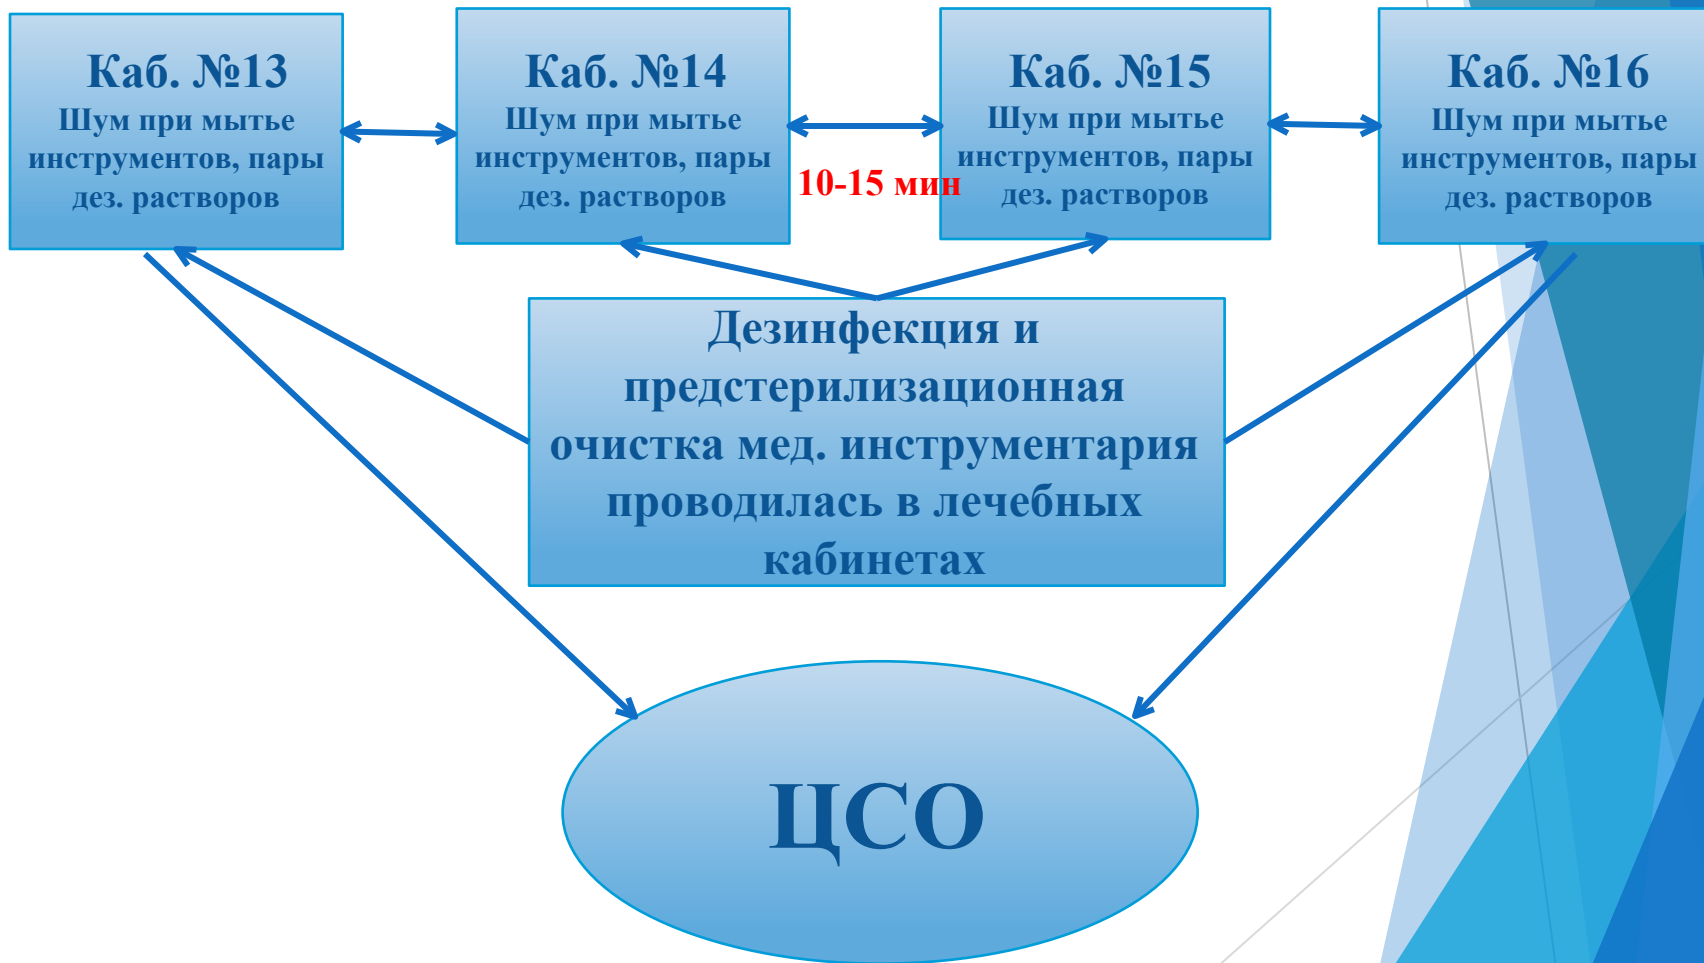 Каб. №13
Шум при мытье
инструментов, пары
дез. растворов
Каб. №14
Шум при мытье
инструментов, пары
дез. растворов
10-15 мин
Каб. №15
Шум при мытье
инструментов, пары
дез. растворов
Каб. №16
Шум при мытье
инструментов, пары
дез. растворов
Дезинфекция и
предстерилизационная
очистка мед. инструментария
проводилась в лечебных
кабинетах
ЦСО